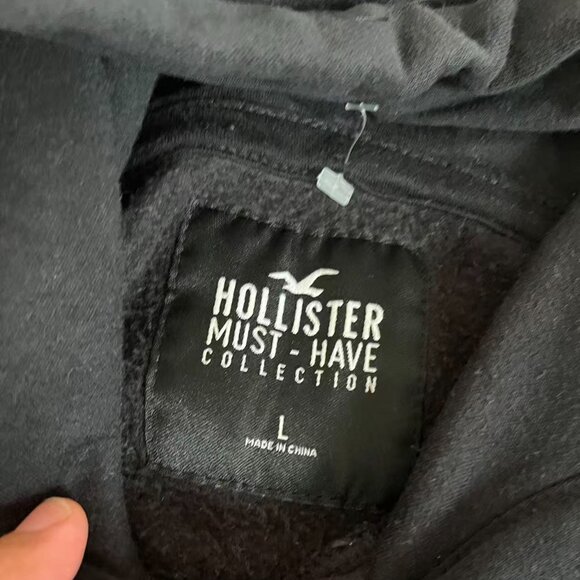 HOLLISTER
MUST - HAVE
COLLECTION
L
MADE IN CHINA